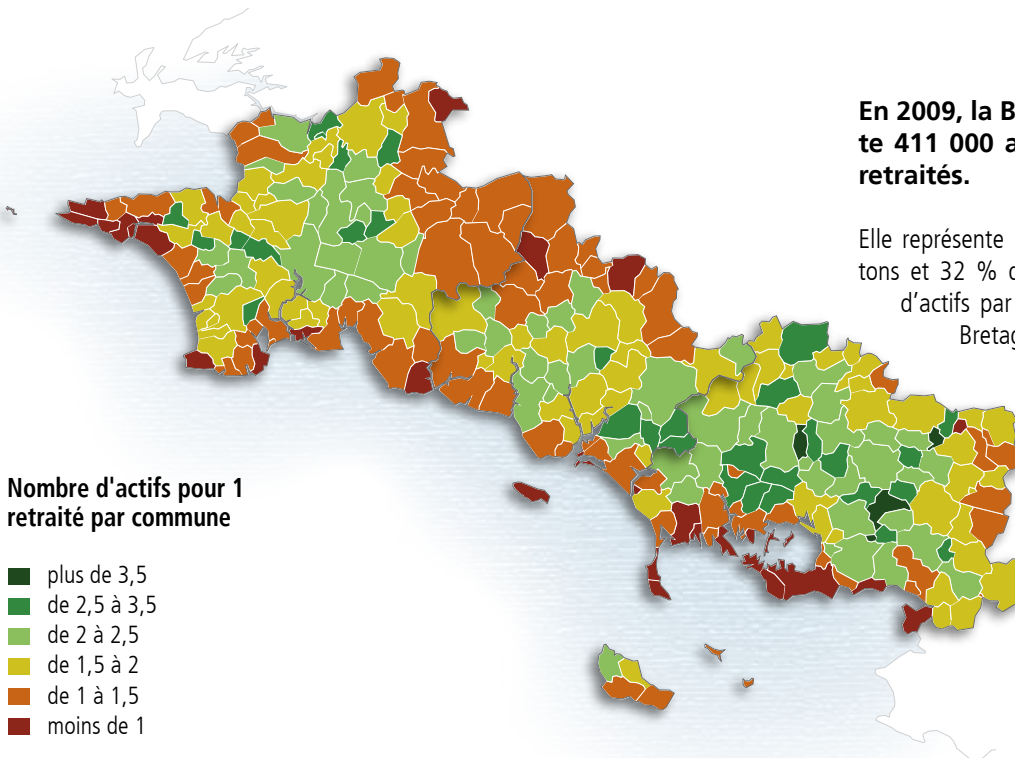 En 2009, la B
te 411 000 a
retraités.
Elle représente
tons et 32 % d
d'actifs par
Bretag
Nombre d'actifs pour 1
retraité par commune
plus de 3,5
de 2,5 à 3,5
de 2 à 2,5
de 1,5 à 2
de 1 à 1,5
moins de 1